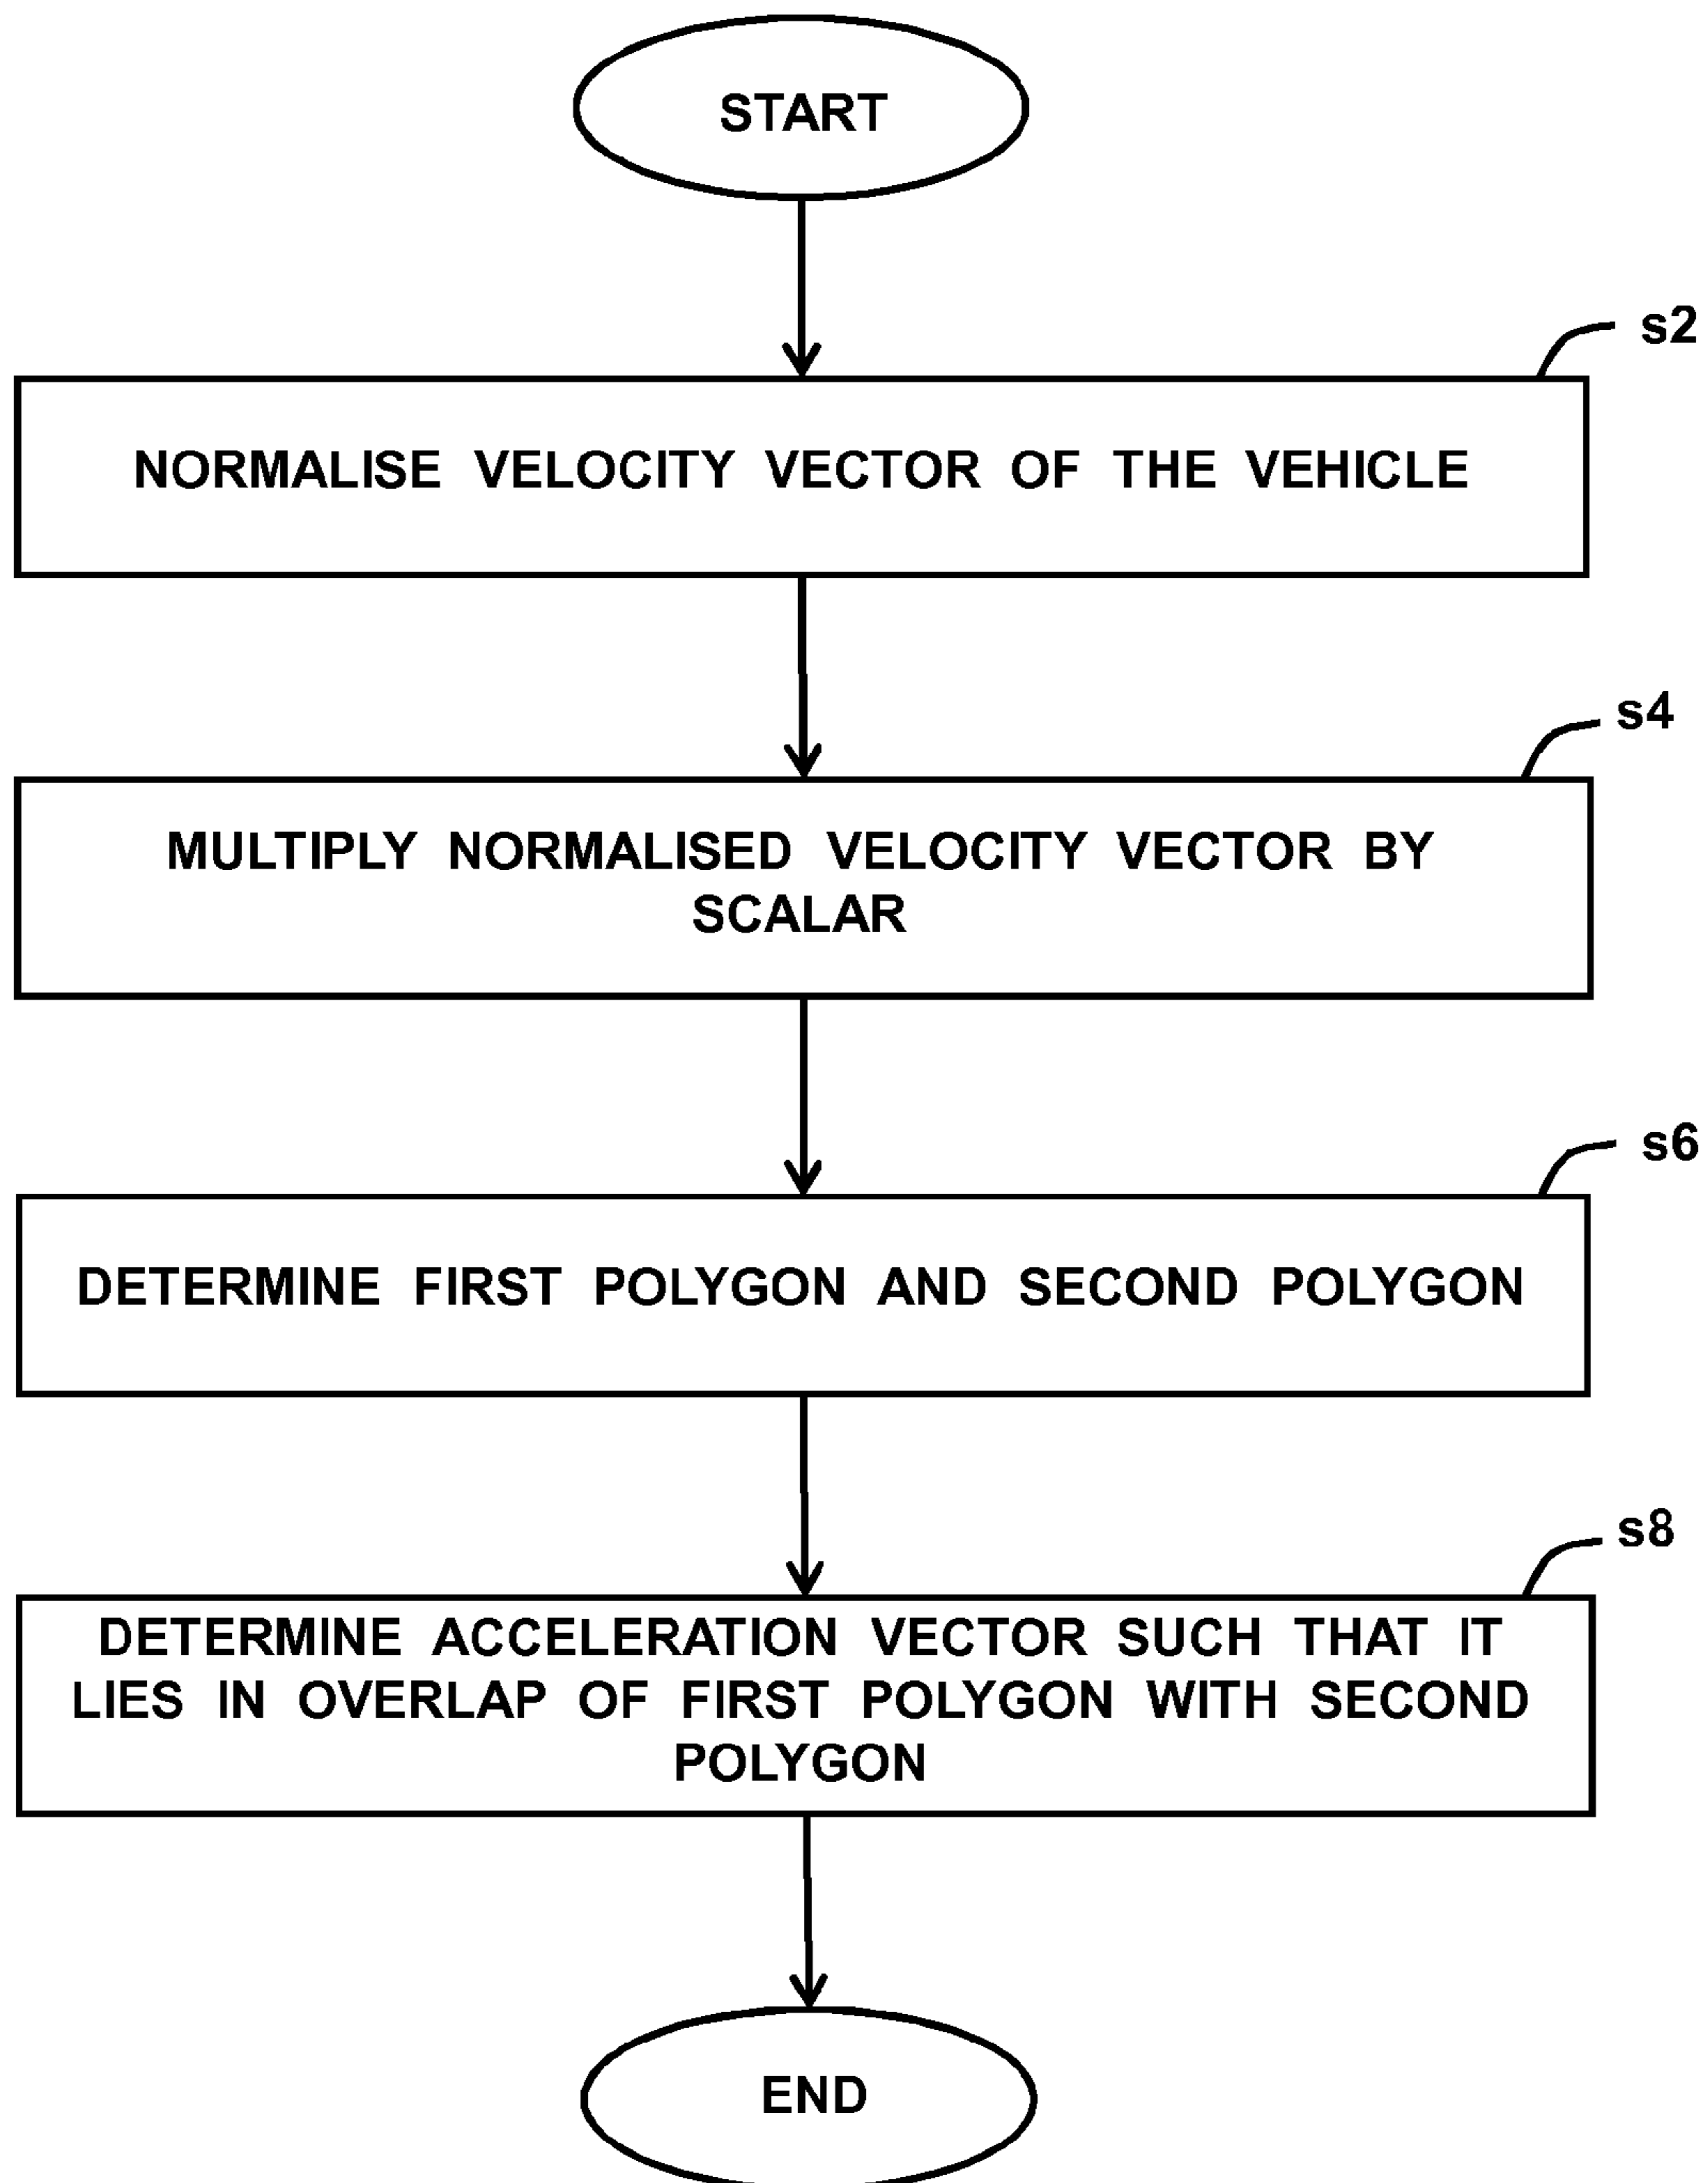 START
s2
NORMALISE VELOCITY VECTOR OF THE VEHICLE
s4
MULTIPLY NORMALISED VELOCITY VECTOR BY
SCALAR
s6
DETERMINE FIRST POLYGON AND SECOND POLYGON
s8
DETERMINE ACCELERATION VECTOR SUCH THAT IT
LIES IN OVERLAP OF FIRST POLYGON WITH SECOND
POLYGON
END